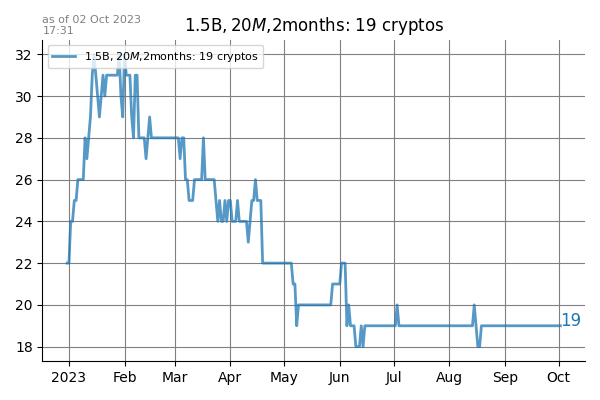 as of 02 Oct 2023
17:31
1.5B, 20M,2months: 19 cryptos
1.5B, 20M,2months: 19 cryptos
32
30
28
26
24
22
20
18
19
2023 Feb Mar Apr May Jun Jul Aug Sep Oct